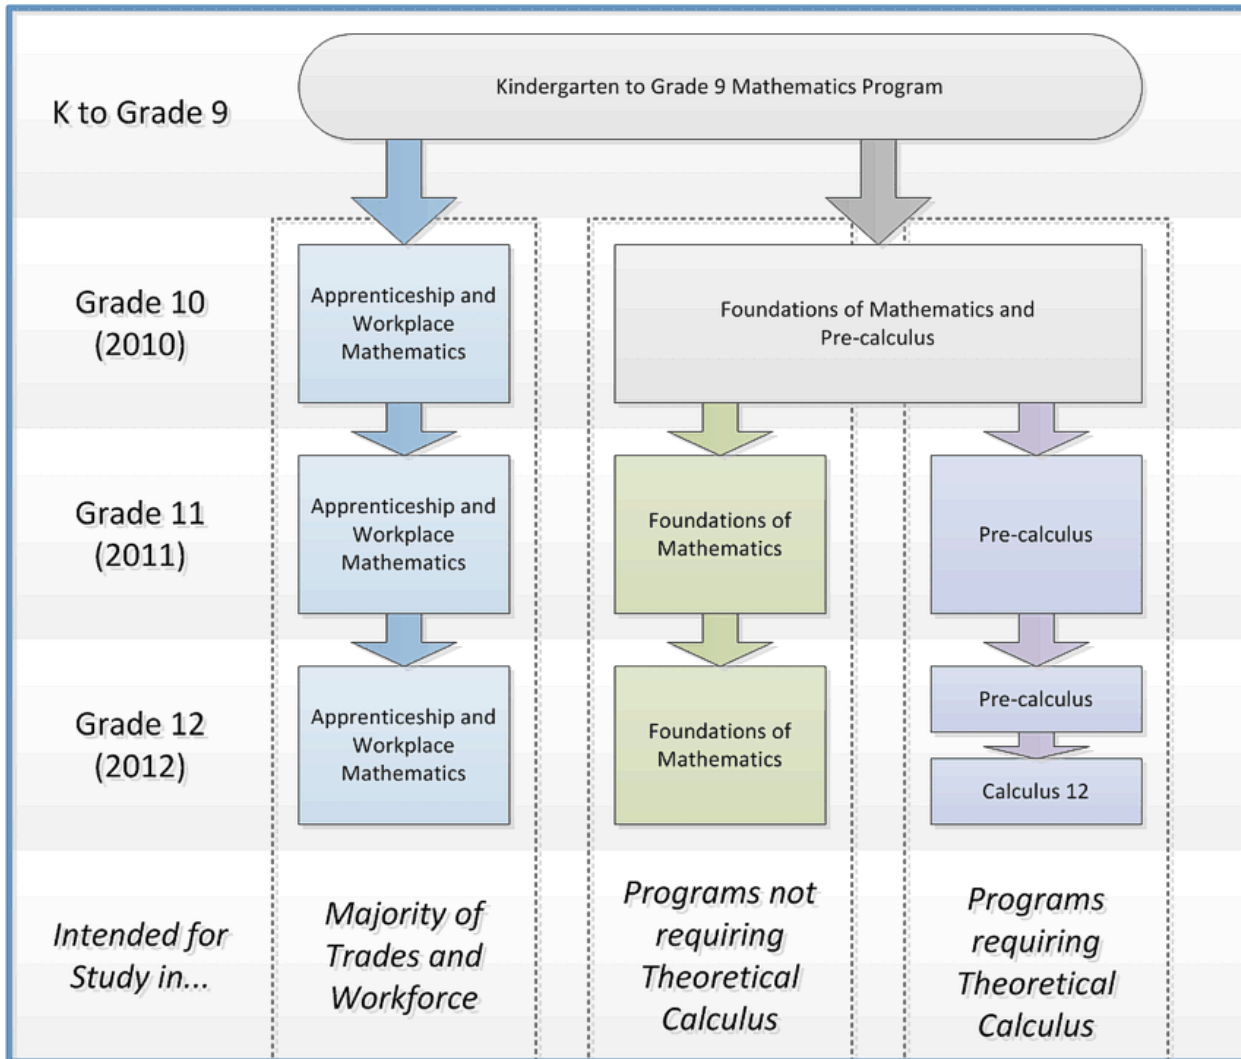 K to Grade 9
Kindergarten to Grade 9 Mathematics Program
Grade 10
(2010)
Apprenticeship and
Workplace
Mathematics
Foundations of Mathematics and
Pre-calculus
Grade 11
(2011)
Apprenticeship and
Workplace
Mathematics
Foundations of
Mathematics
Pre-calculus
Grade 12
(2012)
Apprenticeship and
Workplace
Mathematics
Foundations of
Mathematics
Pre-calculus
Calculus 12
Intended for
Study in...
Majority of
Trades and
Workforce
Programs not
requiring
Theoretical
Calculus
Programs
requiring
Theoretical
Calculus